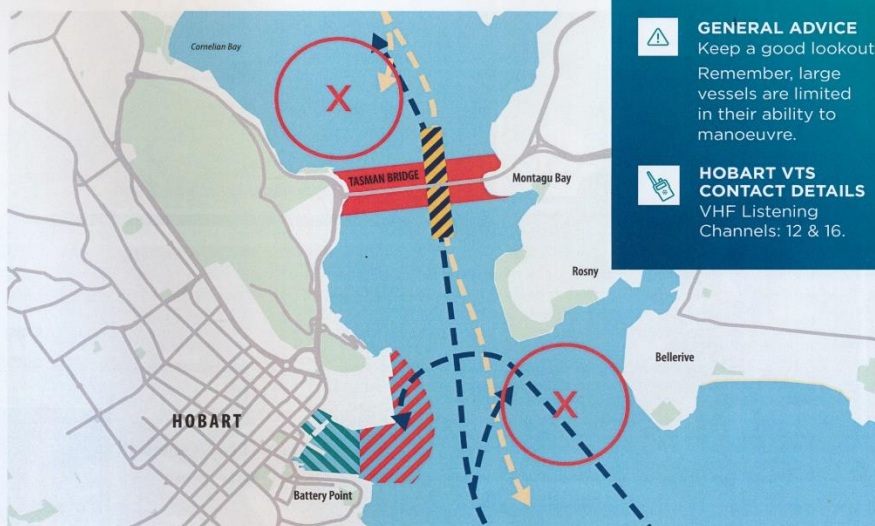 Cornelian Bay
X
TASMAN BRIDGE
Montagu Bay
Rosny
Bellerive
X
HOBART
Battery Point
GENERAL ADVICE
Keep a good lookout
Remember, large
vessels are limited
in their ability to
manoeuvre.
HOBART VTS
CONTACT DETAILS
VHF Listening
Channels: 12 & 16.